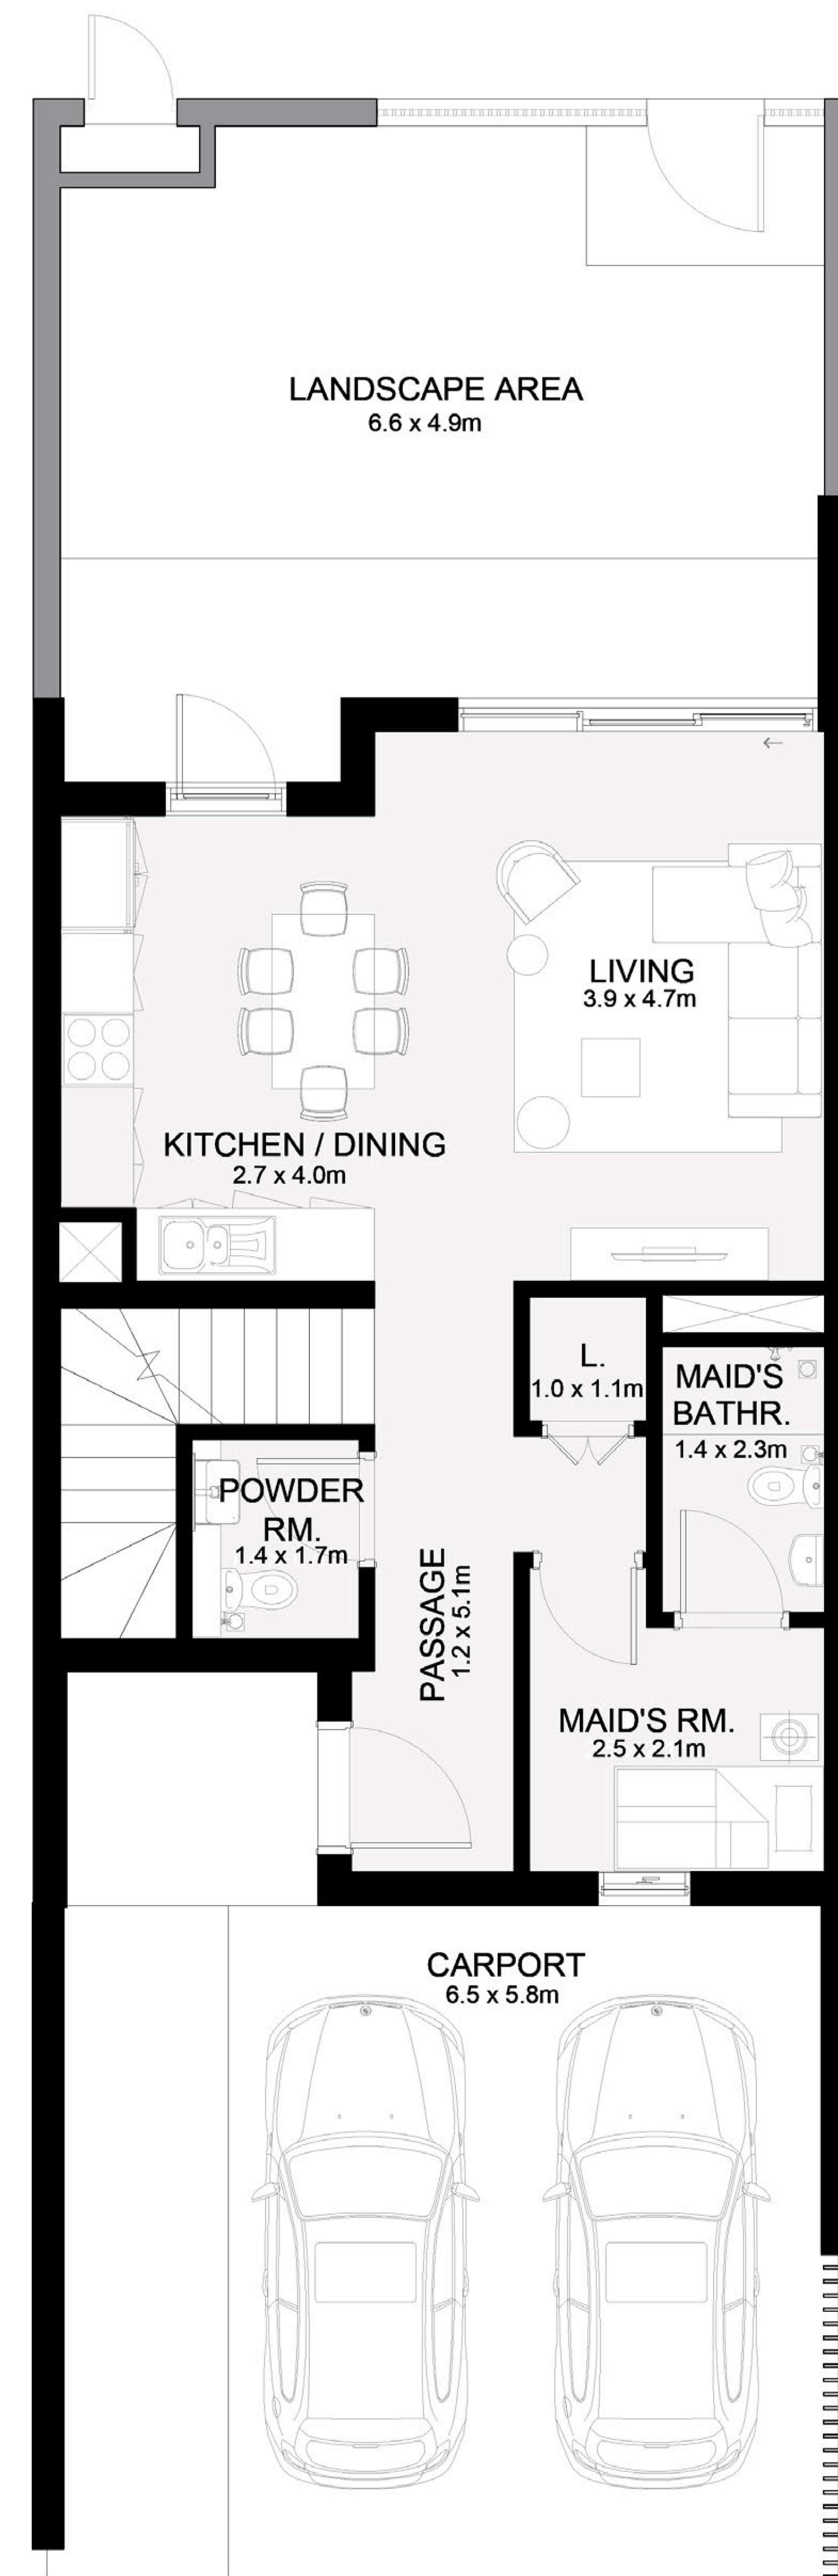 LANDSCAPE AREA
6.6 x 4.9m
LIVING
3.9 x 4.7m
KITCHEN / DINING
2.7 x 4.0m
L.
1.0 x 1.1m
MAID'S
BATHR.
1.4 x 2.3m
POWDER
RM.
1.4 x 1.7m
PASSAGE
1.2 x 5.1m
MAID'S RM.
2.5 x 2.1m
CARPORT
6.5 x 5.8m